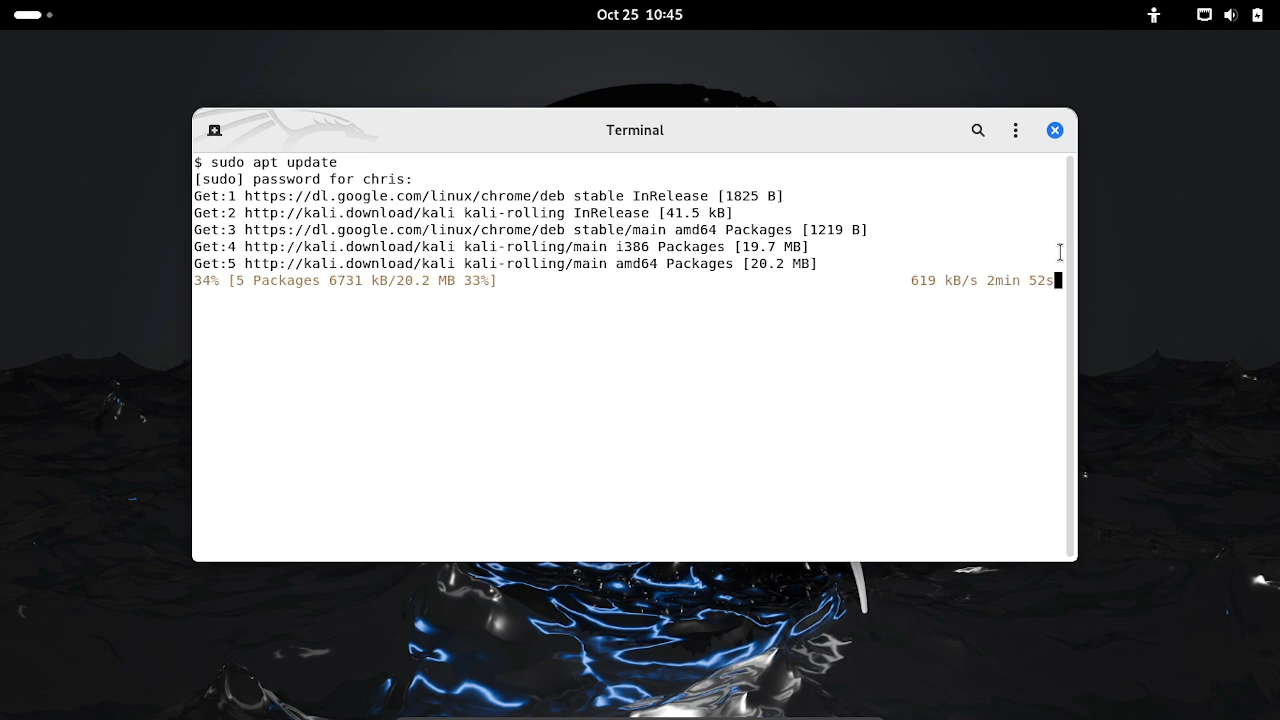 Oct 25 10:45
Terminal
$ sudo apt update
[sudo] password for chris:
Get:1 https://dl.google.com/linux/chrome/deb stable InRelease [1825 B]
Get:2 http://kali.download/kali kali-rolling InRelease [41.5 kB]
Get:3 https://dl.google.com/linux/chrome/deb stable/main amd64 Packages [1219 B]
Get:4 http://kali.download/kali kali-rolling/main i386 Packages [19.7 MB]
Get:5 http://kali.download/kali kali-rolling/main amd64 Packages [20.2 MB]
34% [5 Packages 6731 kB/20.2 MB 33%] 619 kB/s 2min 52s